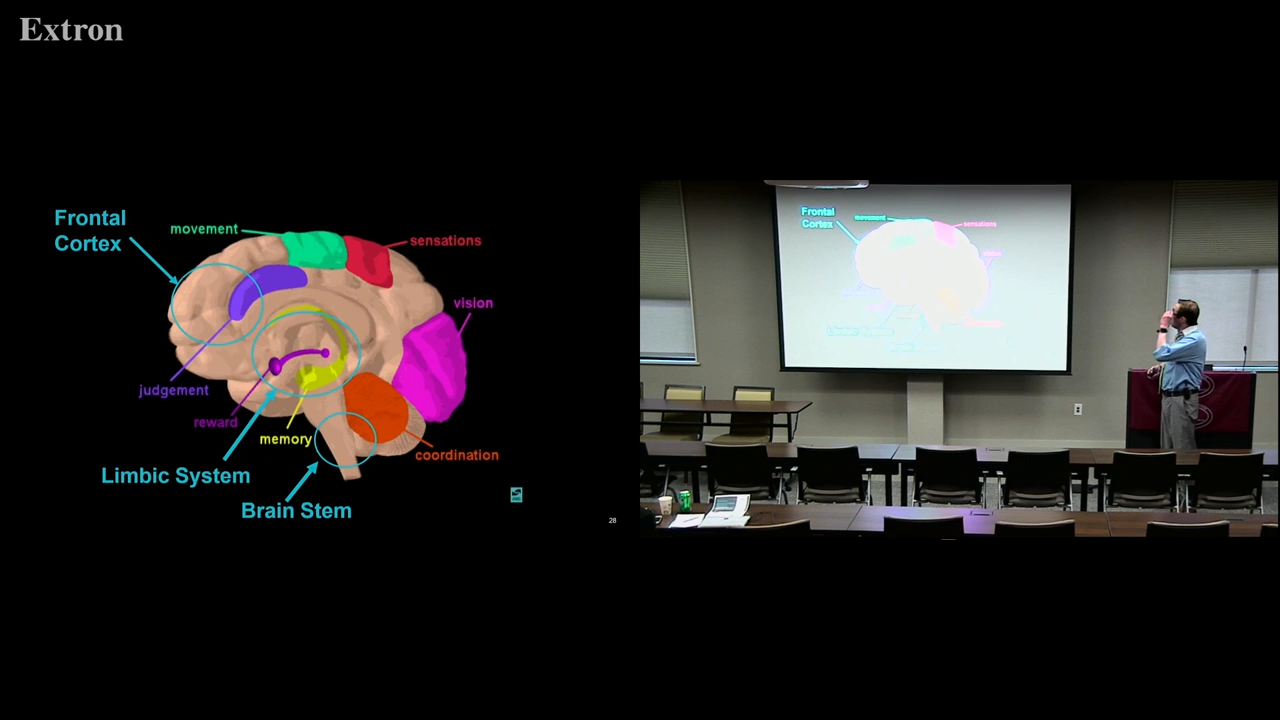 Extron
Frontal
Cortex
movement
sensations
vision
judgement
reward
memory
coordination
Limbic System
Brain Stem
28
Frontal
Cortex
movement
sensations